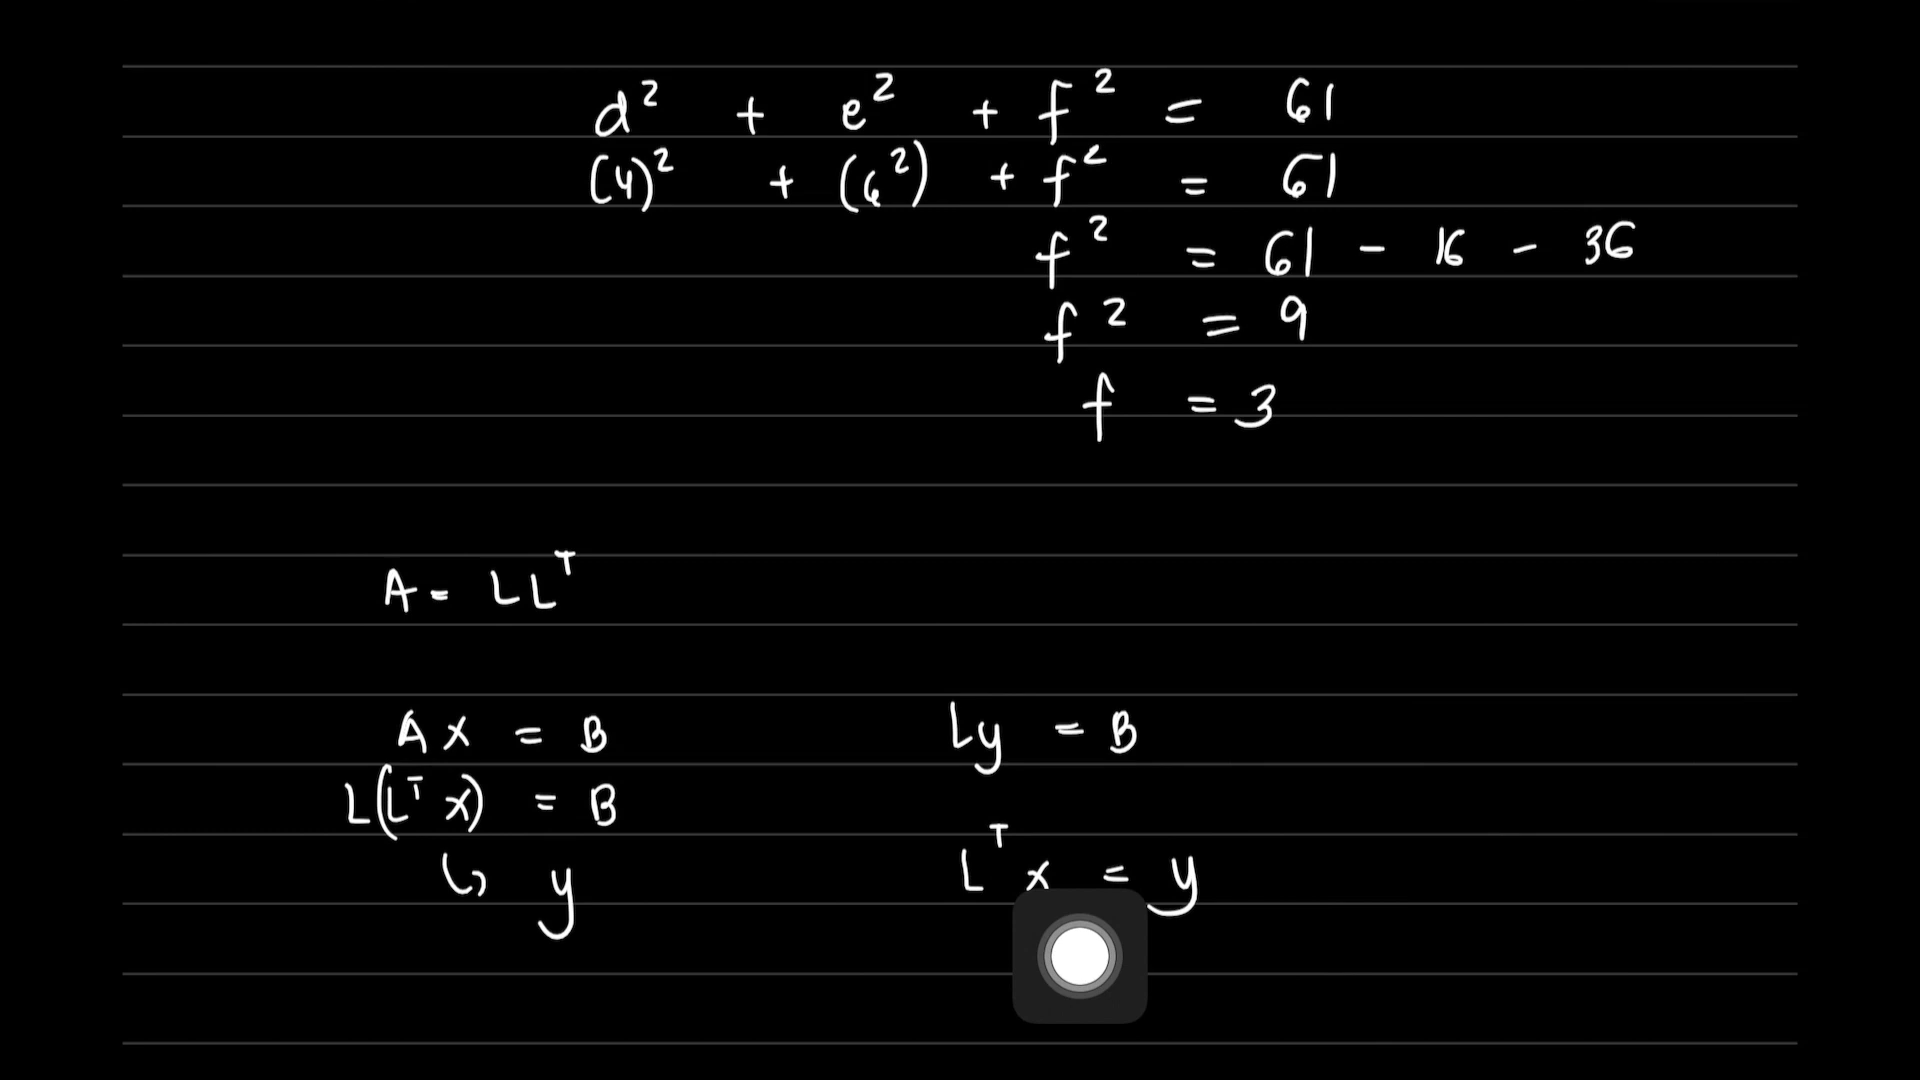 d² + e² + f² = 61
(4)² + (6²) + f² = 61
f² = 61 - 16 - 36
f² = 9
f = 3
A = LLᵀ
Ax = B
L(Lᵀx) = B
↳ y
Ly = B
Lᵀx = y